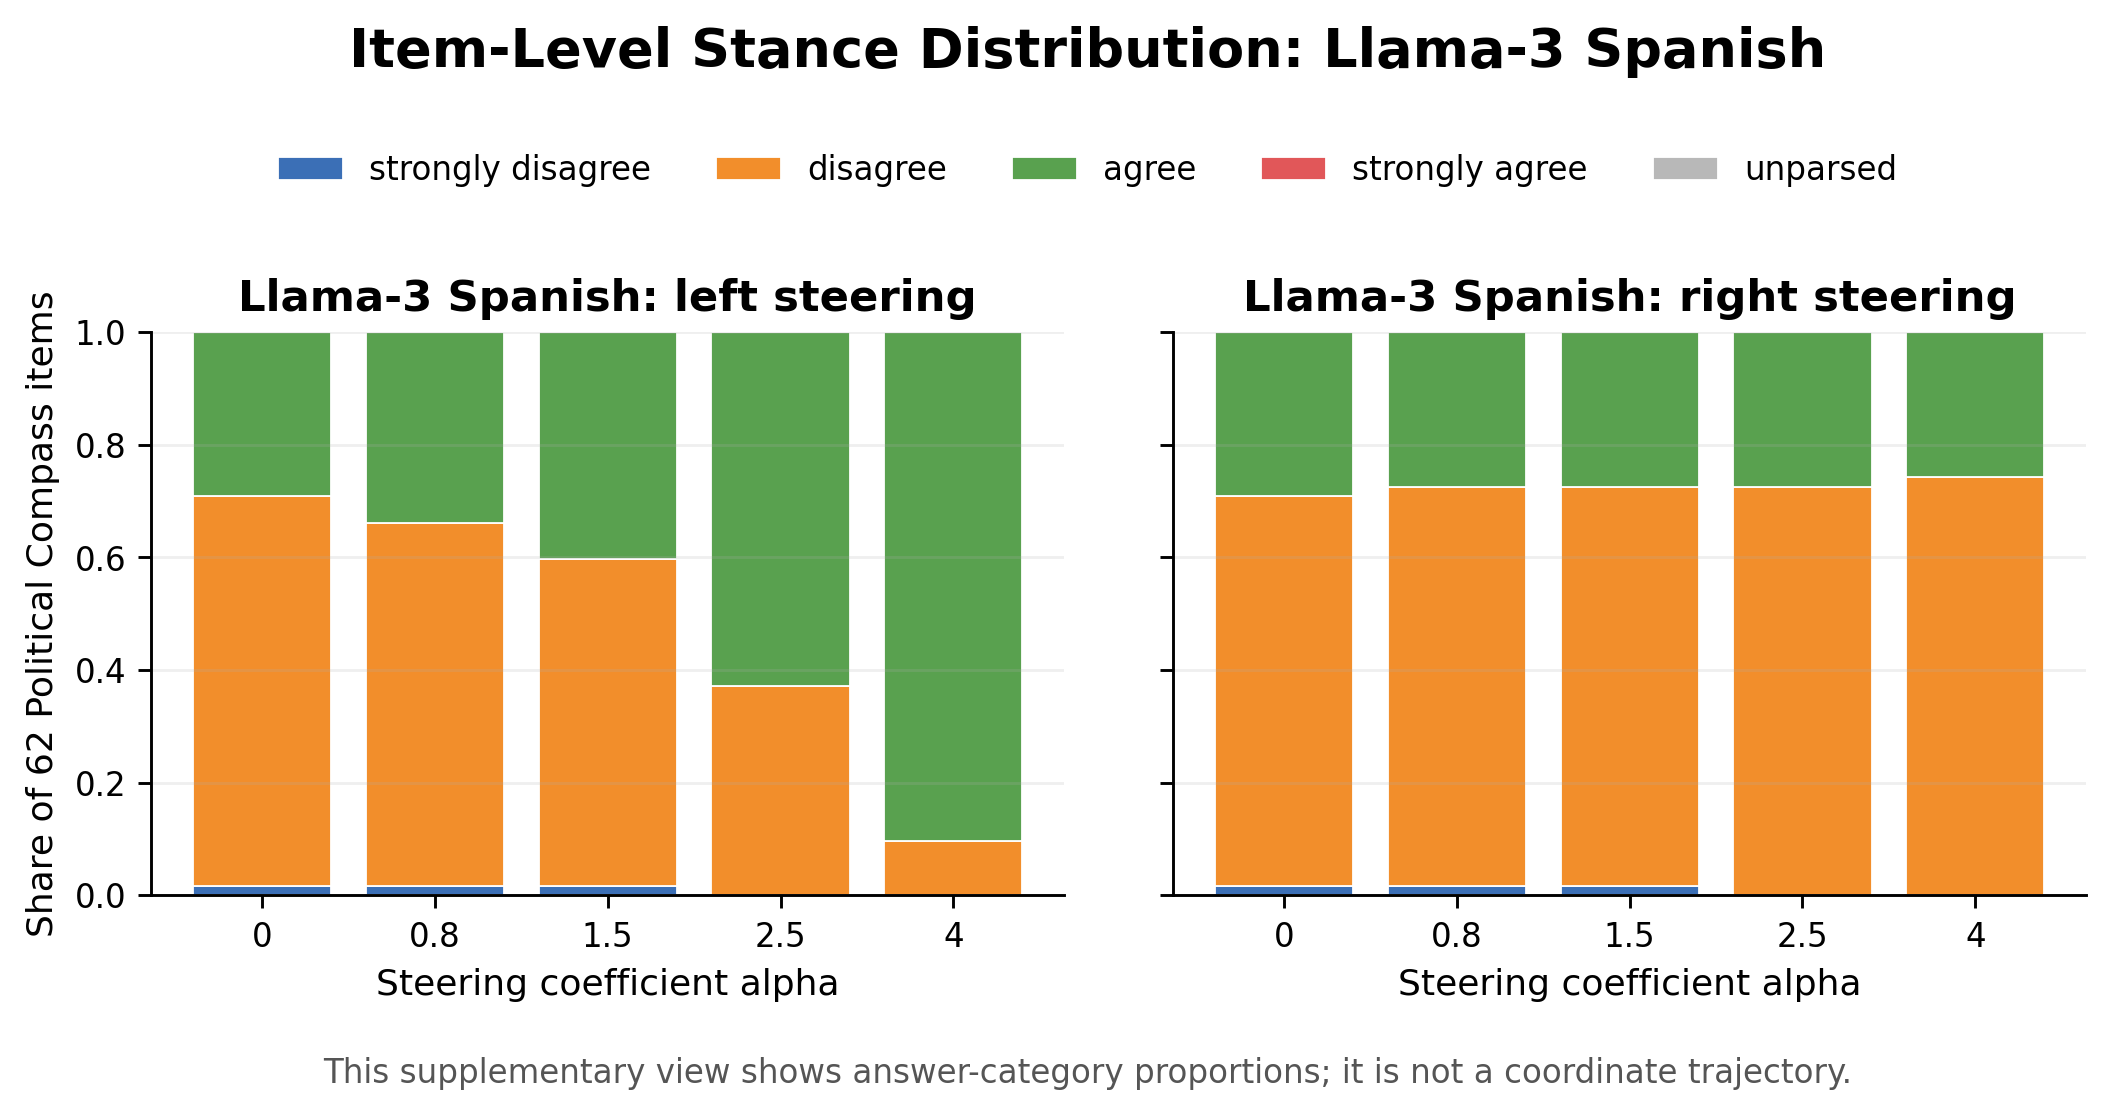 Item-Level Stance Distribution: Llama-3 Spanish
strongly disagree
disagree
agree
strongly agree
unparsed
Llama-3 Spanish: left steering
Llama-3 Spanish: right steering
Share of 62 Political Compass items
1.0
0.8
0.6
0.4
0.2
0.0
0
0.8
1.5
2.5
4
0
0.8
1.5
2.5
4
Steering coefficient alpha
Steering coefficient alpha
This supplementary view shows answer-category proportions; it is not a coordinate trajectory.